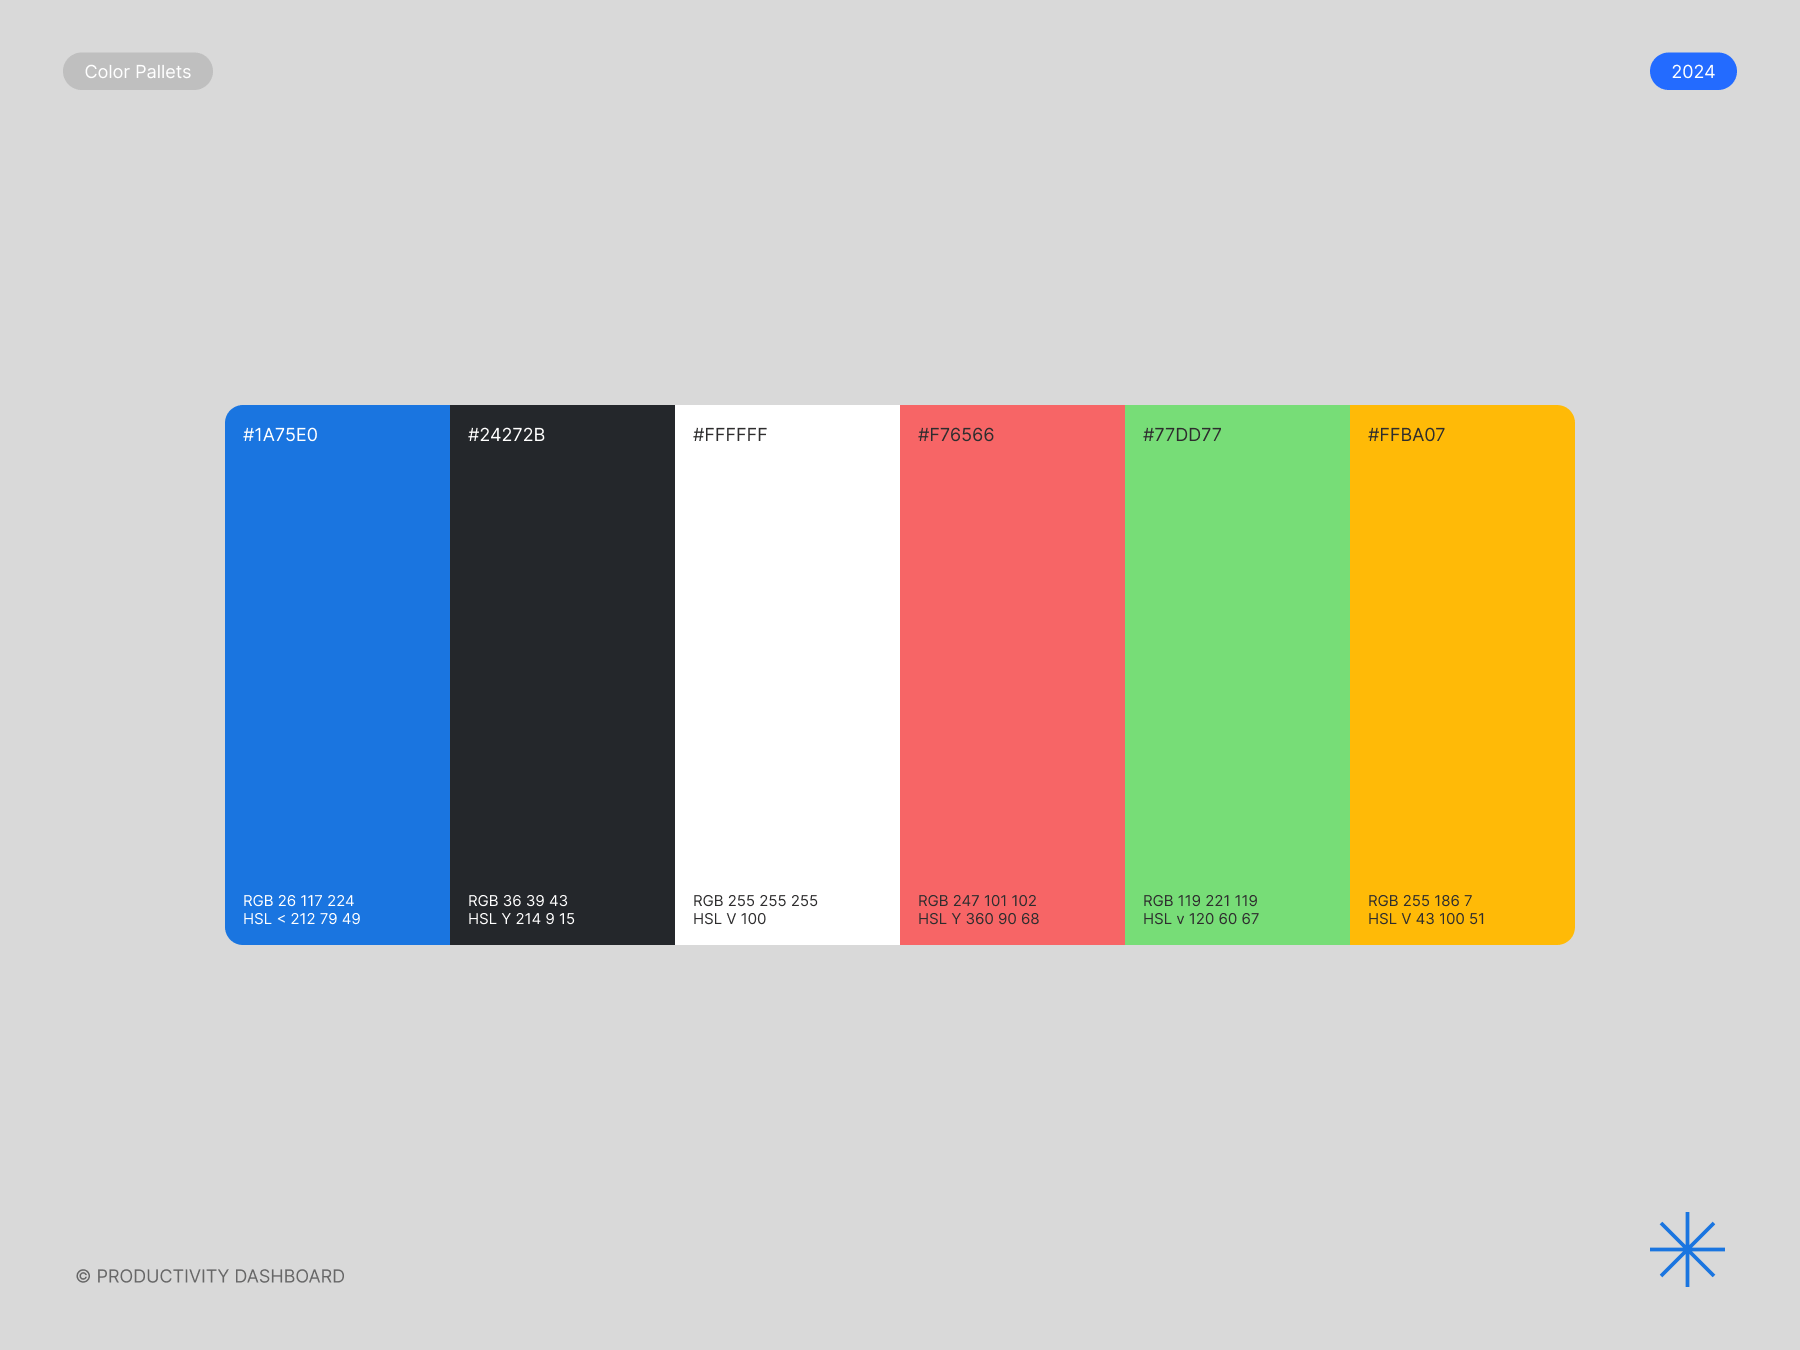 Color Pallets
2024
#1A75E0
#24272B
#FFFFFF
#F76566
#77DD77
#FFBA07
RGB 26 117 224
HSL < 212 79 49
RGB 36 39 43
HSL Y 214 9 15
RGB 255 255 255
HSL V 100
RGB 247 101 102
HSL Y 360 90 68
RGB 119 221 119
HSL v 120 60 67
RGB 255 186 7
HSL V 43 100 51
© PRODUCTIVITY DASHBOARD